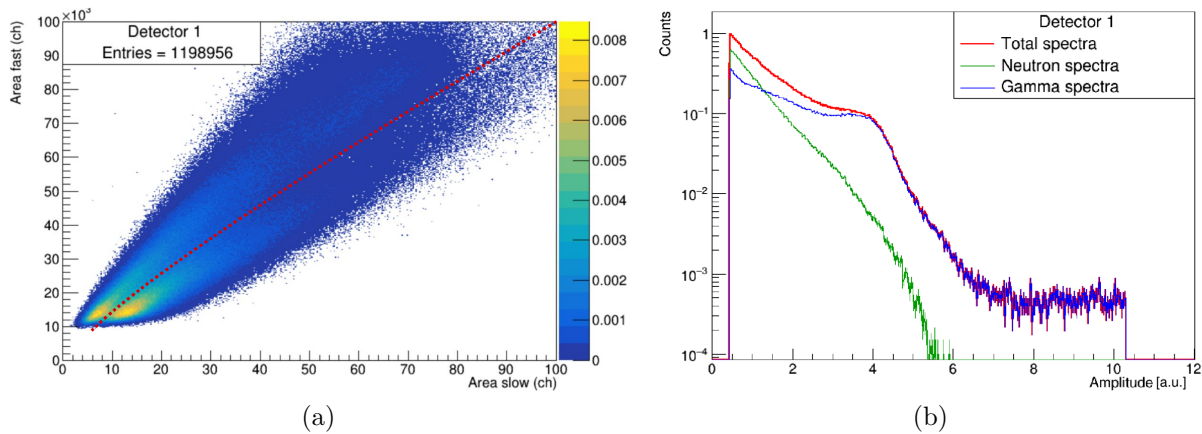 ×10³
Detector 1
Entries = 1198956
Area fast (ch)
100
90
80
70
60
50
40
30
20
10
0
0 10 20 30 40 50 60 70 80 90 100
Area slow (ch)
0.008
0.007
0.006
0.005
0.004
0.003
0.002
0.001
0
(a)
Counts
Detector 1
Total spectra
Neutron spectra
Gamma spectra
1
10⁻¹
10⁻²
10⁻³
10⁻⁴
0 2 4 6 8 10 12
Amplitude [a.u.]
(b)